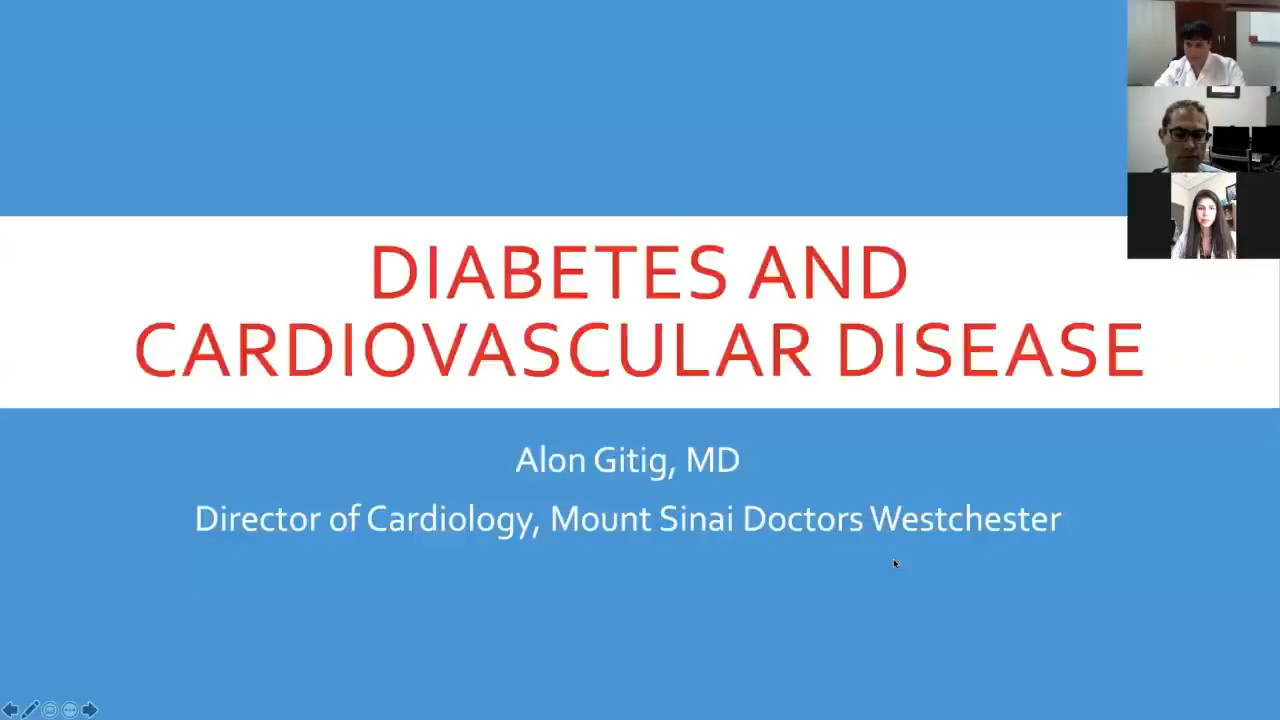 DIABETES AND
CARDIOVASCULAR DISEASE
Alon Gitig, MD
Director of Cardiology, Mount Sinai Doctors Westchester